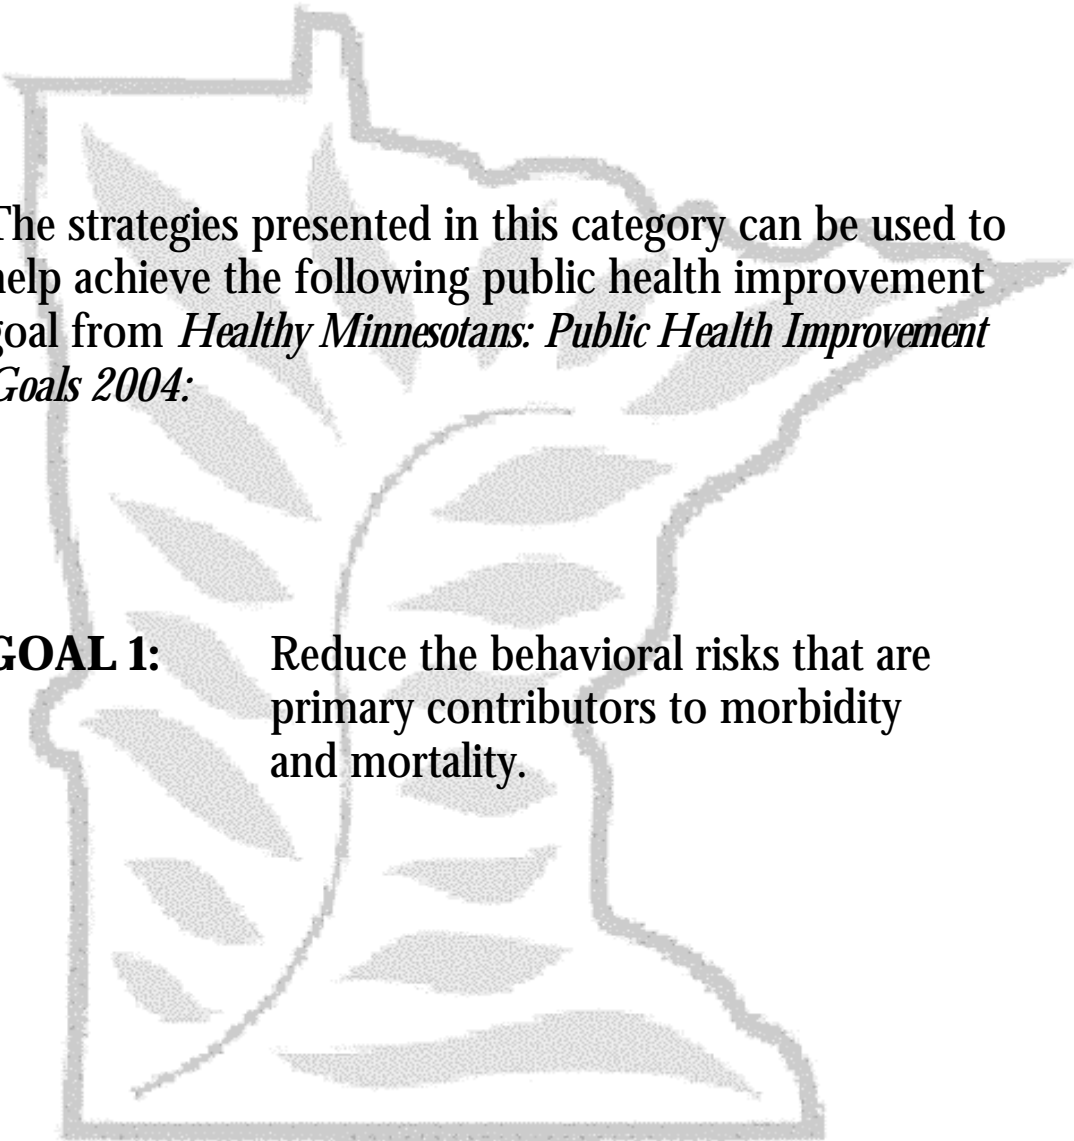 The strategies presented in this category can be used to
help achieve the following public health improvement
goal from Healthy Minnesotans: Public Health Improvement
Goals 2004:
GOAL 1: Reduce the behavioral risks that are
primary contributors to morbidity
and mortality.